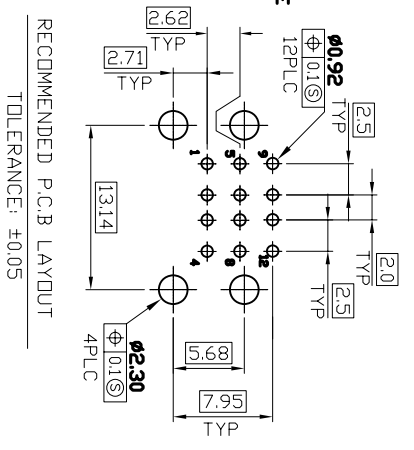 2.62
TYP
2.71
TYP
ø0.92
⌖ 0.1 Ⓢ
12PLC
2.5
TYP
2.0
TYP
2.5
TYP
1
5
9
4
8
12
13.14
5.68
7.95
TYP
ø2.30
⌖ 0.1 Ⓢ
4PLC
RECOMMENDED P.C.B LAYOUT
TOLERANCE: ±0.05